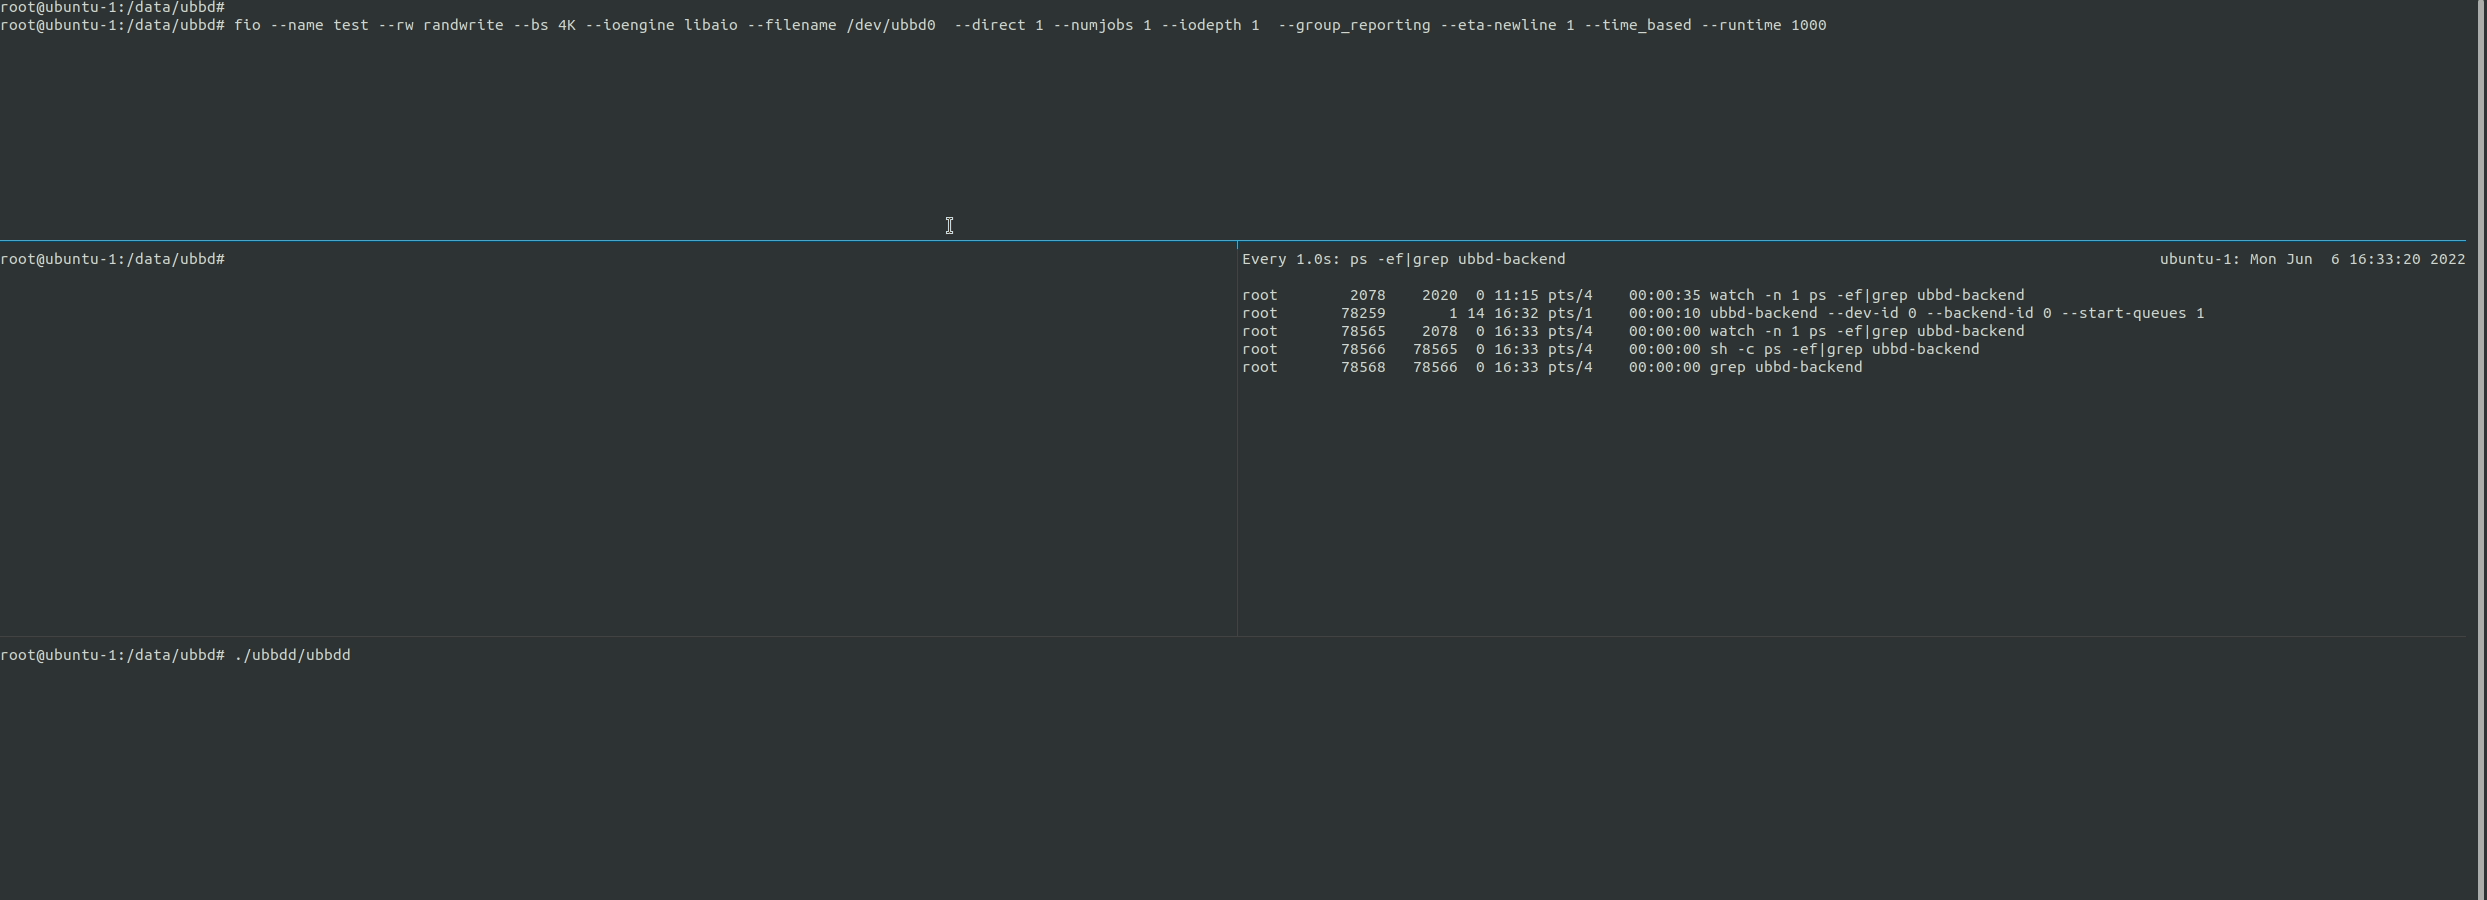 root@ubuntu-1:/data/ubbd#
root@ubuntu-1:/data/ubbd# fio --name test --rw randwrite --bs 4K --ioengine libaio --filename /dev/ubbd0  --direct 1 --numjobs 1 --iodepth 1  --group_reporting --eta-newline 1 --time_based --runtime 1000
root@ubuntu-1:/data/ubbd#
Every 1.0s: ps -ef|grep ubbd-backend ubuntu-1: Mon Jun  6 16:33:20 2022
root        2078    2020  0 11:15 pts/4    00:00:35 watch -n 1 ps -ef|grep ubbd-backend
root       78259       1 14 16:32 pts/1    00:00:10 ubbd-backend --dev-id 0 --backend-id 0 --start-queues 1
root       78565    2078  0 16:33 pts/4    00:00:00 watch -n 1 ps -ef|grep ubbd-backend
root       78566   78565  0 16:33 pts/4    00:00:00 sh -c ps -ef|grep ubbd-backend
root       78568   78566  0 16:33 pts/4    00:00:00 grep ubbd-backend
root@ubuntu-1:/data/ubbd# ./ubbdd/ubbdd